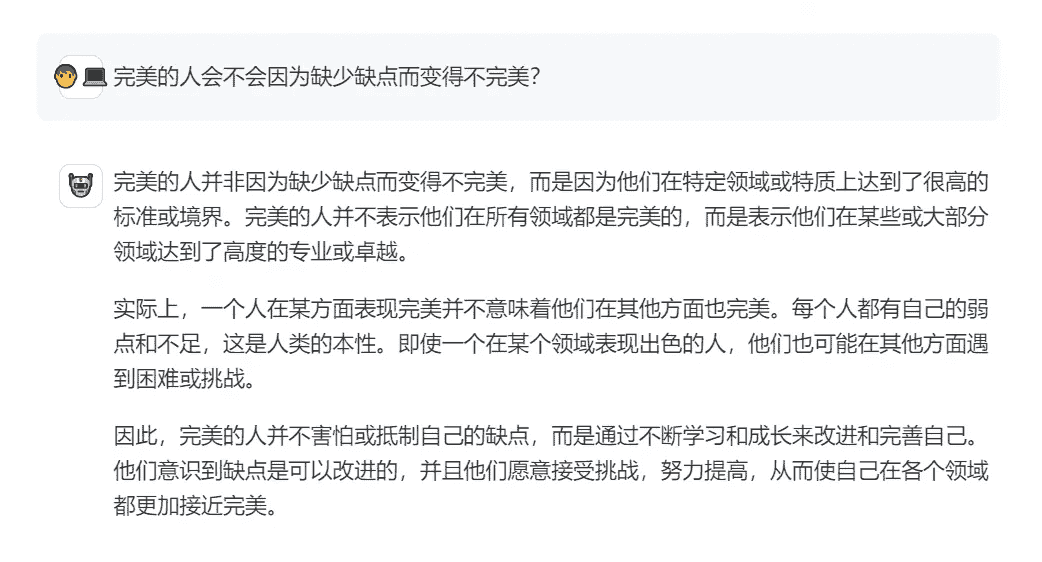 完美的人会不会因为缺少缺点而变得不完美？
完美的人并非因为缺少缺点而变得不完美，而是因为他们在特定领域或特质上达到了很高的
标准或境界。完美的人并不表示他们在所有领域都是完美的，而是表示他们在某些或大部分
领域达到了高度的专业或卓越。
实际上，一个人在某方面表现完美并不意味着他们在其他方面也完美。每个人都有自己的弱
点和不足，这是人类的本性。即使一个在某个领域表现出色的人，他们也可能在其他方面遇
到困难或挑战。
因此，完美的人并不害怕或抵制自己的缺点，而是通过不断学习和成长来改进和完善自己。
他们意识到缺点是可以改进的，并且他们愿意接受挑战，努力提高，从而使自己在各个领域
都更加接近完美。